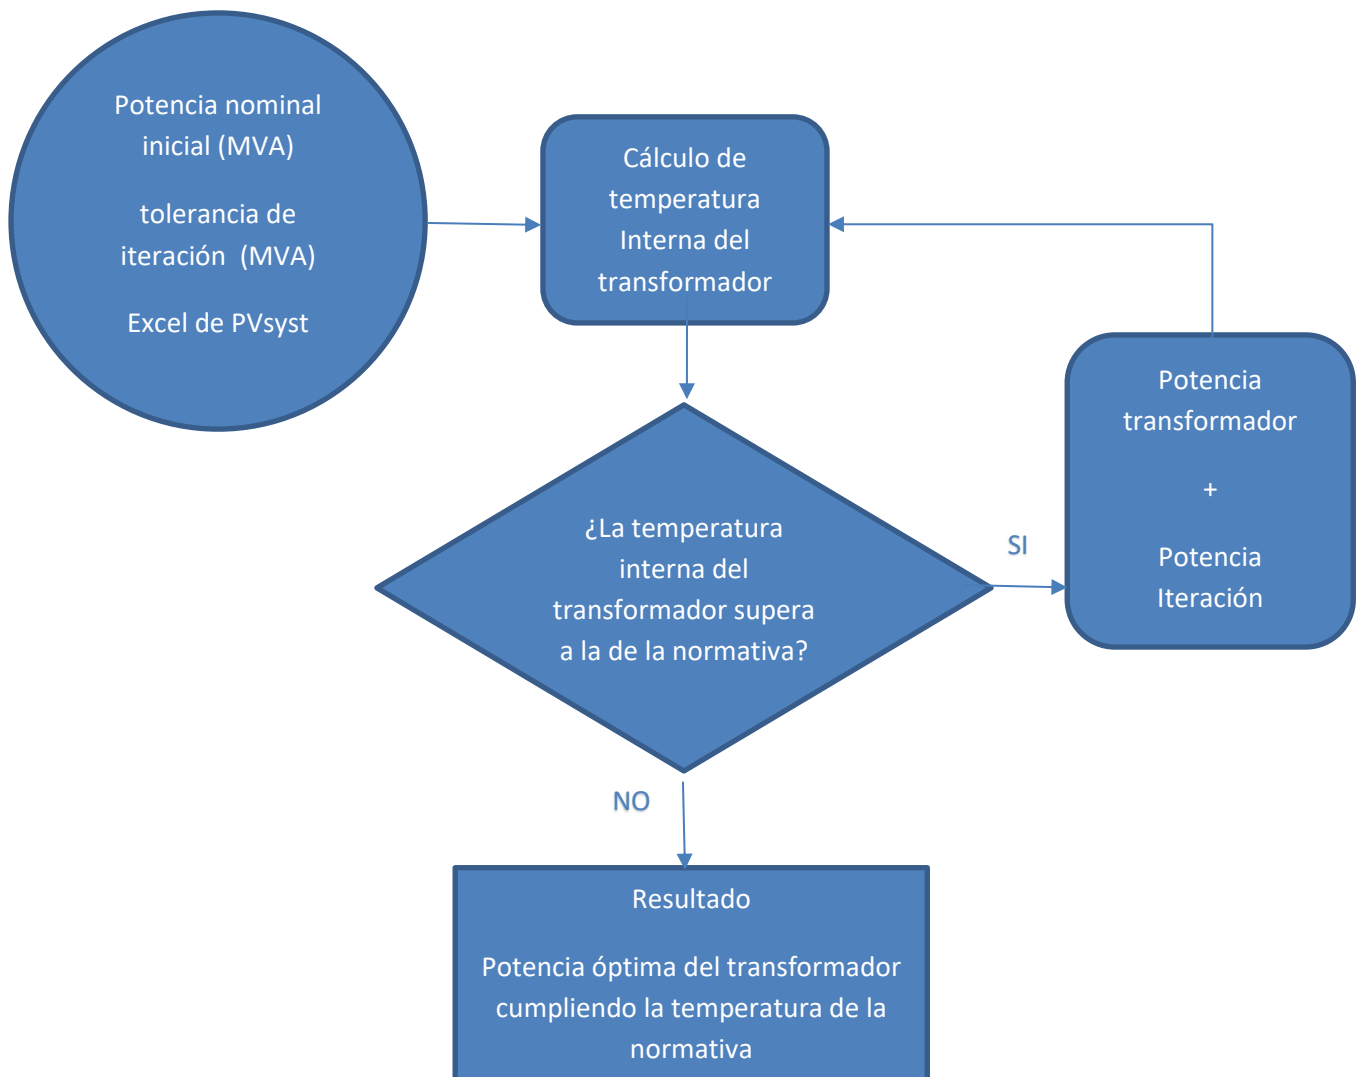 Potencia nominal
inicial (MVA)
tolerancia de
iteración  (MVA)
Excel de PVsyst
Cálculo de
temperatura
Interna del
transformador
Potencia
transformador
+
Potencia
Iteración
¿La temperatura
interna del
transformador supera
a la de la normativa?
SI
NO
Resultado
Potencia óptima del transformador
cumpliendo la temperatura de la
normativa